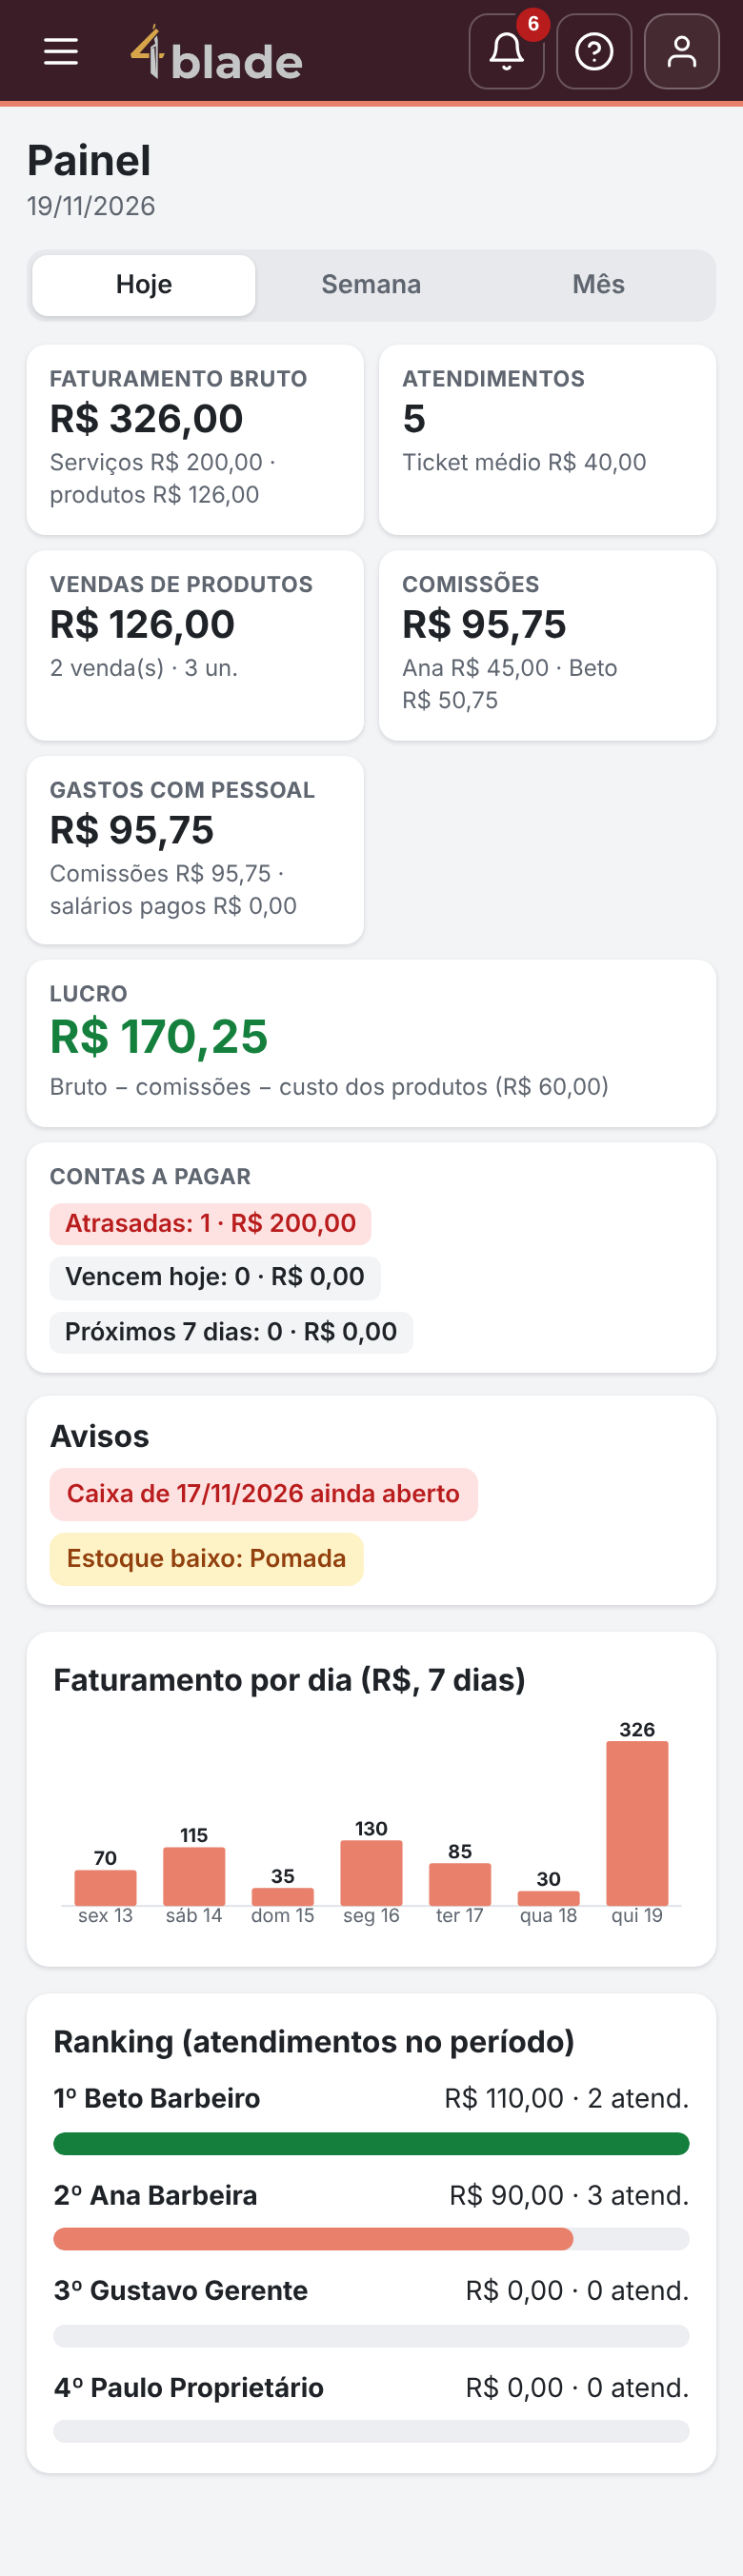 4blade
6
Painel
19/11/2026
Hoje
Semana
Mês
FATURAMENTO BRUTO
R$ 326,00
Serviços R$ 200,00 ·
produtos R$ 126,00
ATENDIMENTOS
5
Ticket médio R$ 40,00
VENDAS DE PRODUTOS
R$ 126,00
2 venda(s) · 3 un.
COMISSÕES
R$ 95,75
Ana R$ 45,00 · Beto
R$ 50,75
GASTOS COM PESSOAL
R$ 95,75
Comissões R$ 95,75 ·
salários pagos R$ 0,00
LUCRO
R$ 170,25
Bruto − comissões − custo dos produtos (R$ 60,00)
CONTAS A PAGAR
Atrasadas: 1 · R$ 200,00
Vencem hoje: 0 · R$ 0,00
Próximos 7 dias: 0 · R$ 0,00
Avisos
Caixa de 17/11/2026 ainda aberto
Estoque baixo: Pomada
Faturamento por dia (R$, 7 dias)
70
115
35
130
85
30
326
sex 13
sáb 14
dom 15
seg 16
ter 17
qua 18
qui 19
Ranking (atendimentos no período)
1º Beto Barbeiro
R$ 110,00 · 2 atend.
2º Ana Barbeira
R$ 90,00 · 3 atend.
3º Gustavo Gerente
R$ 0,00 · 0 atend.
4º Paulo Proprietário
R$ 0,00 · 0 atend.